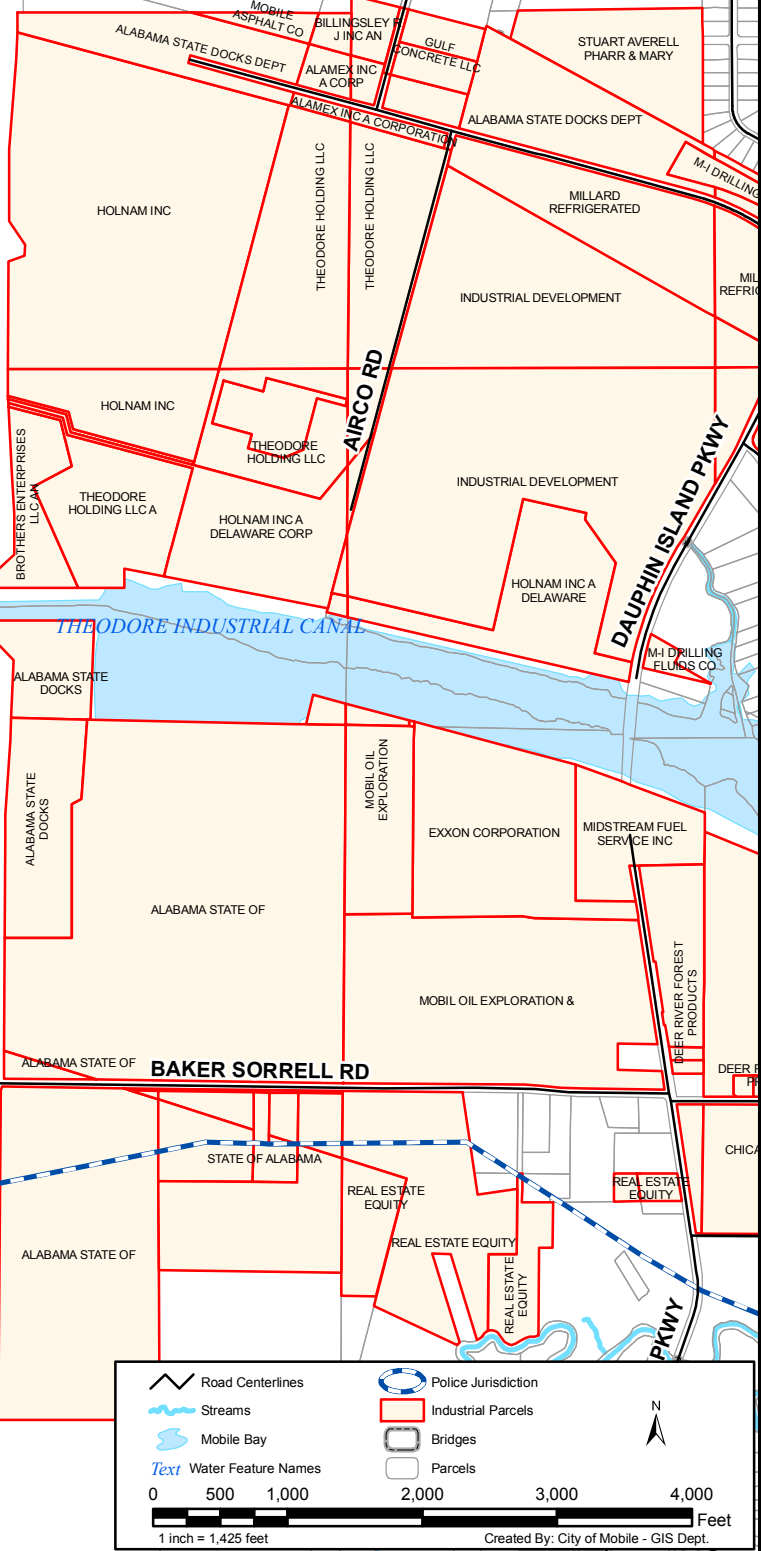 MOBILE
ASPHALT CO
BILLINGSLEY R
J INC AN
GULF
CONCRETE LLC
STUART AVERELL
PHARR & MARY
ALABAMA STATE DOCKS DEPT
ALAMEX INC
A CORP
ALAMEX INC A CORPORATION
ALABAMA STATE DOCKS DEPT
M-I DRILLING
HOLNAM INC
THEODORE HOLDING LLC
THEODORE HOLDING LLC
MILLARD
REFRIGERATED
MIL
REFRIG
INDUSTRIAL DEVELOPMENT
AIRCO RD
HOLNAM INC
THEODORE
HOLDING LLC
DAUPHIN ISLAND PKWY
BROTHERS ENTERPRISES
LLC AN
THEODORE
HOLDING LLC A
HOLNAM INC A
DELAWARE CORP
INDUSTRIAL DEVELOPMENT
HOLNAM INC A
DELAWARE
THEODORE INDUSTRIAL CANAL
M-I DRILLING
FLUIDS CO
ALABAMA STATE
DOCKS
ALABAMA STATE
DOCKS
MOBIL OIL
EXPLORATION
EXXON CORPORATION
MIDSTREAM FUEL
SERVICE INC
ALABAMA STATE OF
MOBIL OIL EXPLORATION &
DEER RIVER FOREST
PRODUCTS
ALABAMA STATE OF
BAKER SORRELL RD
DEER R
PR
STATE OF ALABAMA
CHICA
REAL ESTATE
EQUITY
REAL ESTATE
EQUITY
ALABAMA STATE OF
REAL ESTATE EQUITY
REAL ESTATE
EQUITY
PKWY
Road Centerlines
Police Jurisdiction
Streams
Industrial Parcels
N
Mobile Bay
Bridges
Text Water Feature Names
Parcels
0 500 1,000 2,000 3,000 4,000
Feet
1 inch = 1,425 feet
Created By: City of Mobile - GIS Dept.